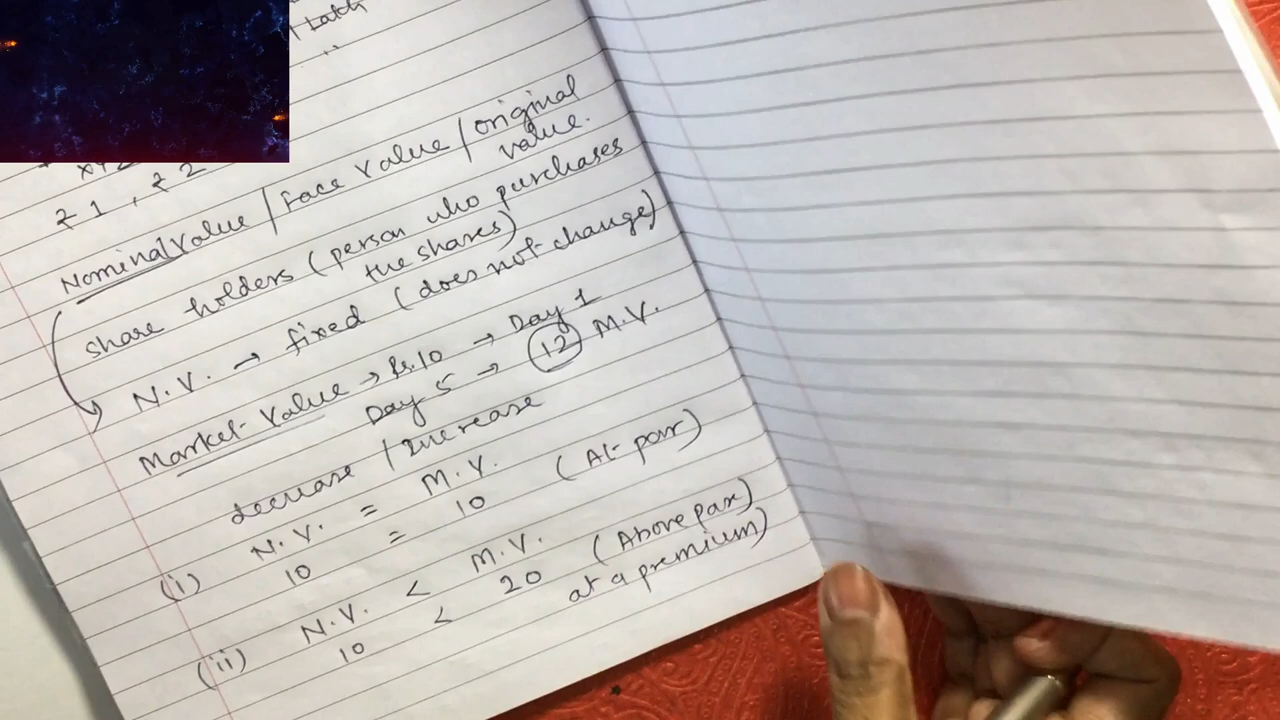 ₹ 1 , ₹ 2
Nominal Value / Face Value / original
value.
share holders ( person who purchases
the shares)
N.V. → fixed ( does not change)
Market Value → Rs.10 → Day 1
Day 5 → 12 M.V.
decrease / Increase
(i) N.V. = M.V. ( At par)
10 = 10
(ii) N.V. < M.V. ( Above par)
10 < 20 at a premium)